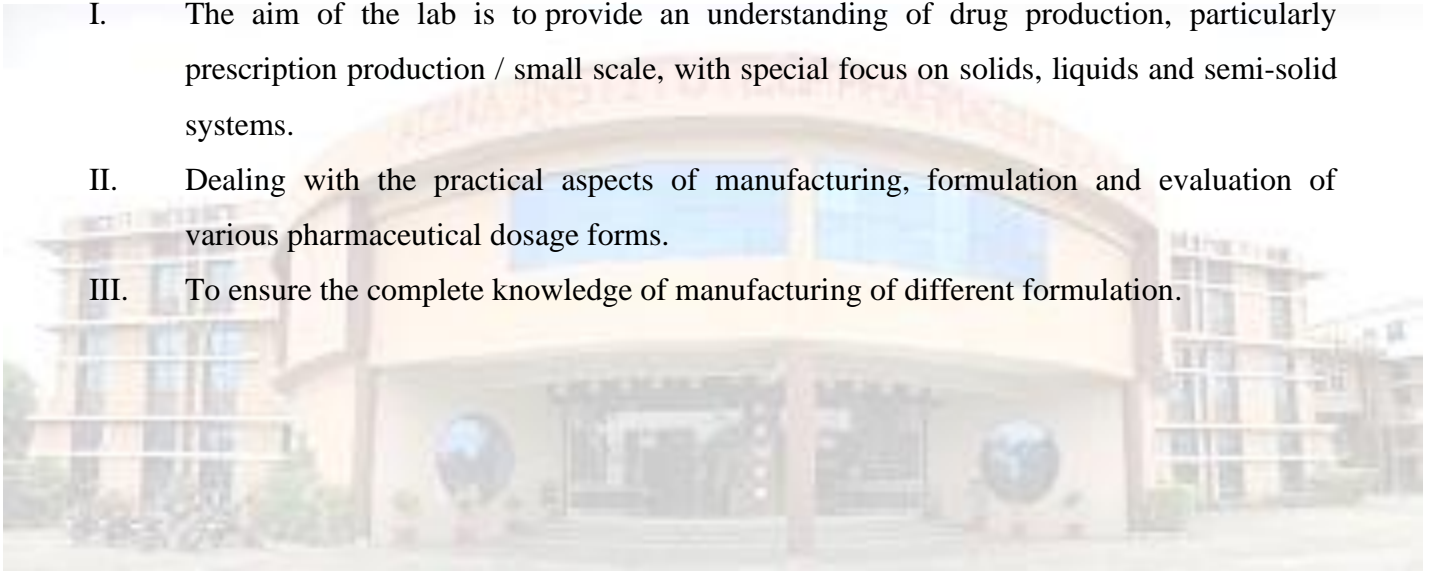 I. The aim of the lab is to provide an understanding of drug production, particularly
prescription production / small scale, with special focus on solids, liquids and semi-solid
systems.
II. Dealing with the practical aspects of manufacturing, formulation and evaluation of
various pharmaceutical dosage forms.
III. To ensure the complete knowledge of manufacturing of different formulation.